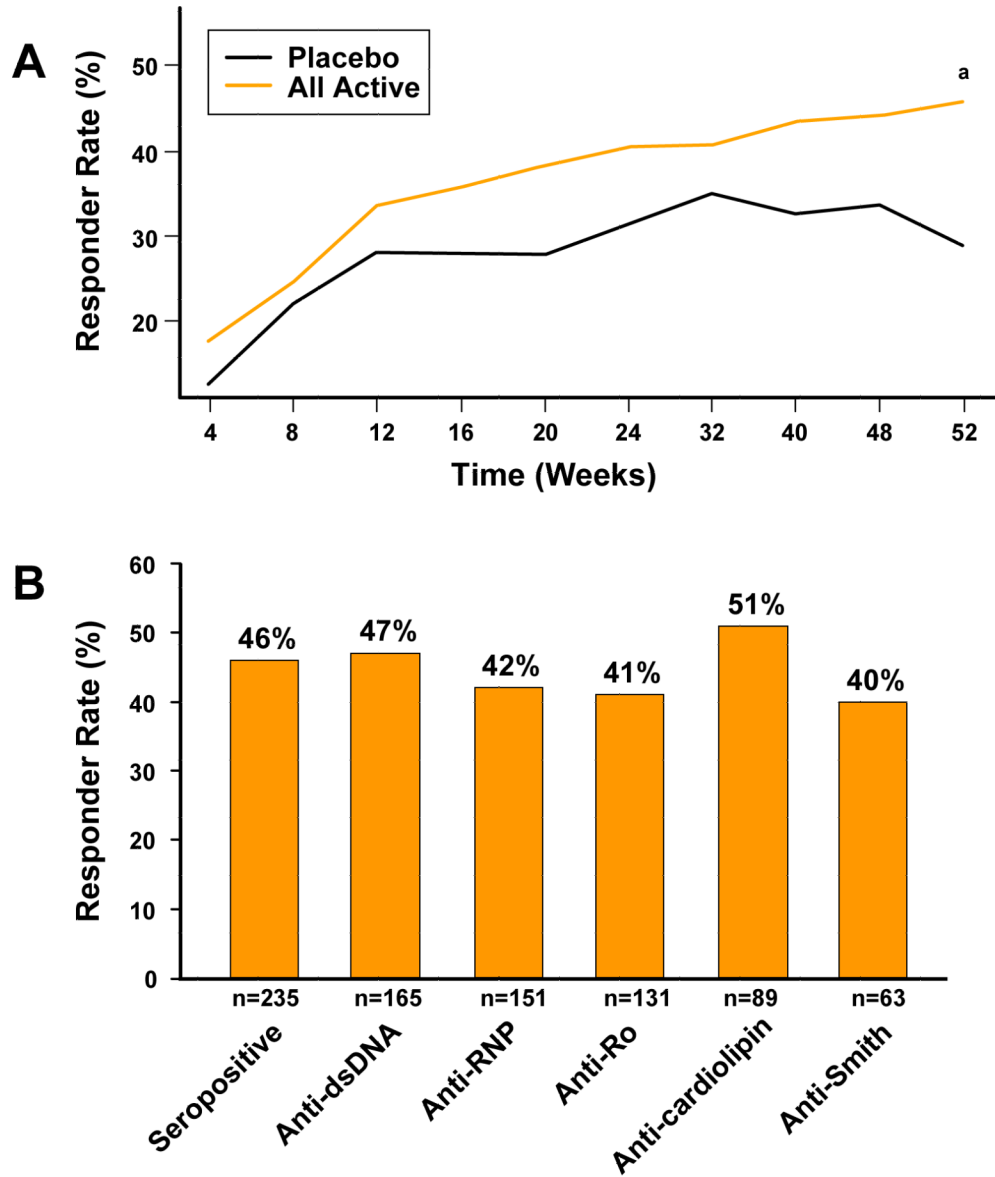 A
Responder Rate (%)
50
40
30
20
Placebo
All Active
a
4 8 12 16 20 24 32 40 48 52
Time (Weeks)
B
Responder Rate (%)
60
50
40
30
20
10
0
46% 47% 42% 41% 51% 40%
n=235 n=165 n=151 n=131 n=89 n=63
Seropositive Anti-dsDNA Anti-RNP Anti-Ro Anti-cardiolipin Anti-Smith